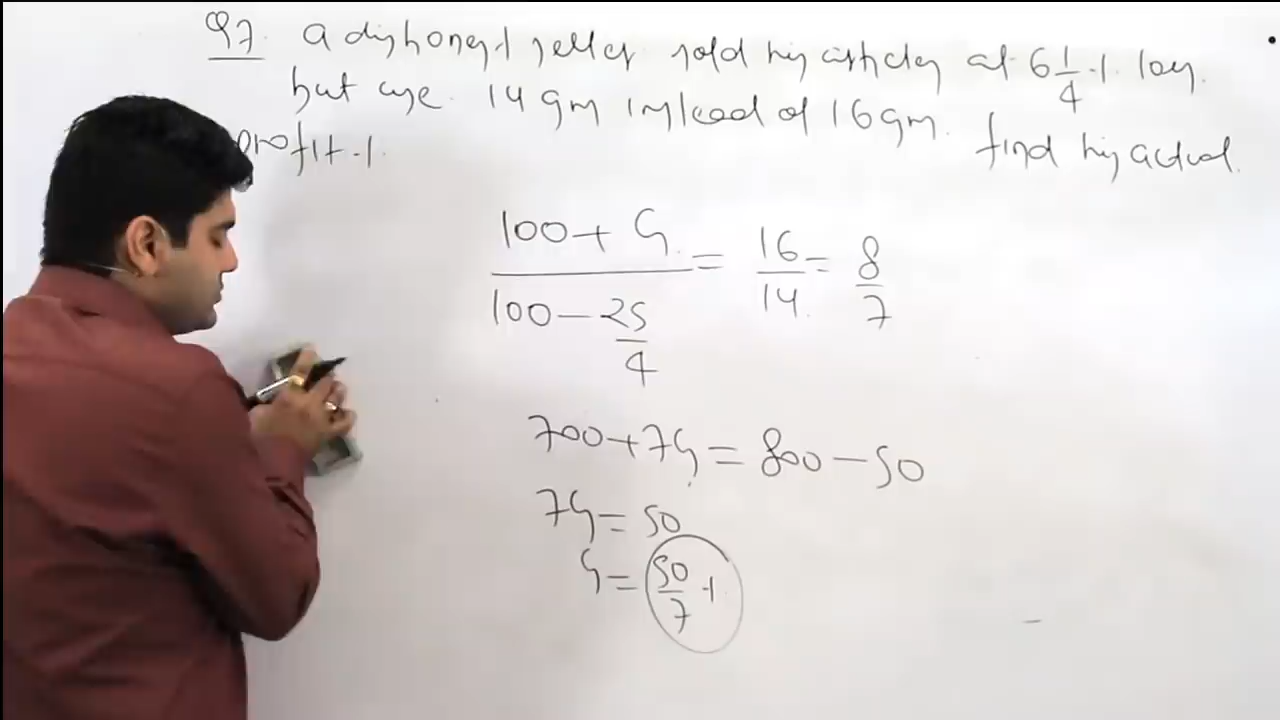 Q7. A dishonest seller sold his articles at 6 1/4 % loss.
but use 14 gm instead of 16 gm. find his actual
profit %.
100 + G / 100 - 25/4 = 16/14 = 8/7
700 + 7G = 800 - 50
7G = 50
G = 50/7 %